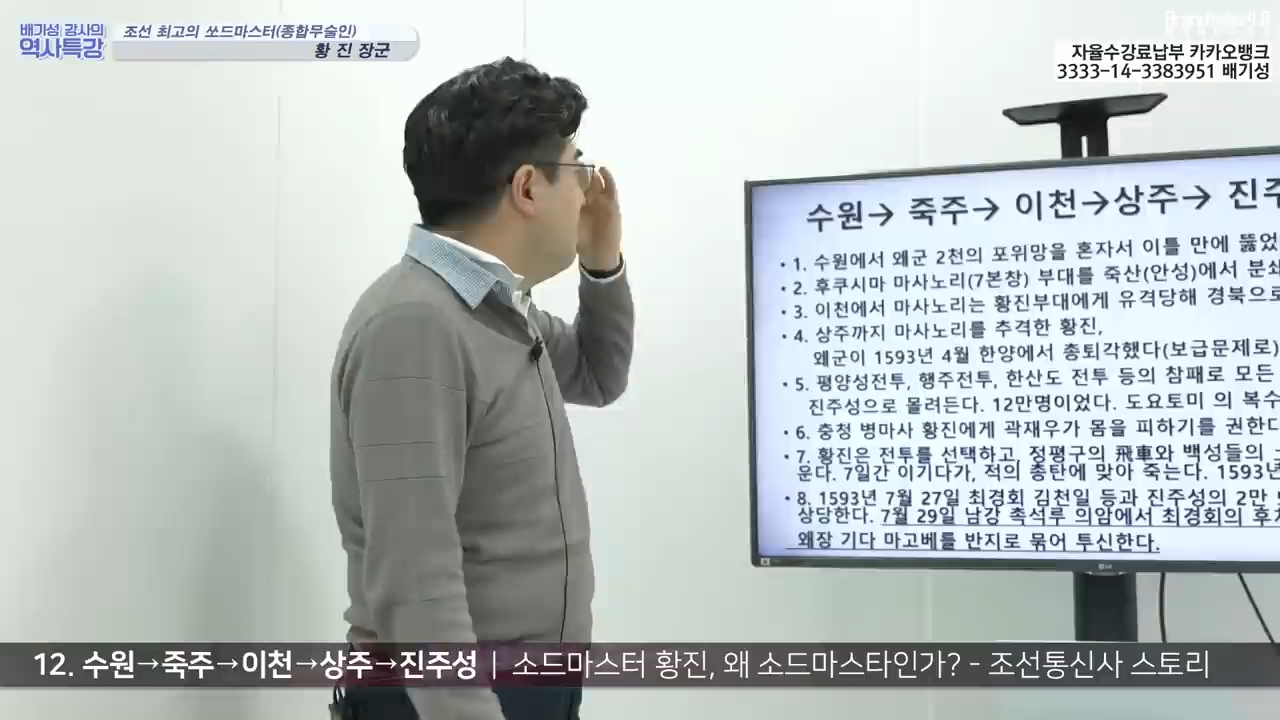 배기성 강사의
역사특강
조선 최고의 쏘드마스터(종합무술인)
황 진 장군
자율수강료납부 카카오뱅크
3333-14-3383951 배기성
수원→ 죽주→ 이천→상주→ 진주
• 1. 수원에서 왜군 2천의 포위망을 혼자서 이틀 만에 뚫었
• 2. 후쿠시마 마사노리(7본창) 부대를 죽산(안성)에서 분쇄
• 3. 이천에서 마사노리는 황진부대에게 유격당해 경북으로
• 4. 상주까지 마사노리를 추격한 황진,
왜군이 1593년 4월 한양에서 총퇴각했다(보급문제로)
• 5. 평양성전투, 행주전투, 한산도 전투 등의 참패로 모든
진주성으로 몰려든다. 12만명이었다. 도요토미 의 복수
• 6. 충청 병마사 황진에게 곽재우가 몸을 피하기를 권한다
• 7. 황진은 전투를 선택하고, 정평구의 飛車와 백성들의
운다. 7일간 이기다가, 적의 총탄에 맞아 죽는다. 1593년
• 8. 1593년 7월 27일 최경회 김천일 등과 진주성의 2만
상당한다. 7월 29일 남강 촉석루 의암에서 최경회의 후
왜장 기다 마고베를 반지로 묶어 투신한다.
12. 수원→죽주→이천→상주→진주성 | 소드마스터 황진, 왜 소드마스타인가? - 조선통신사 스토리